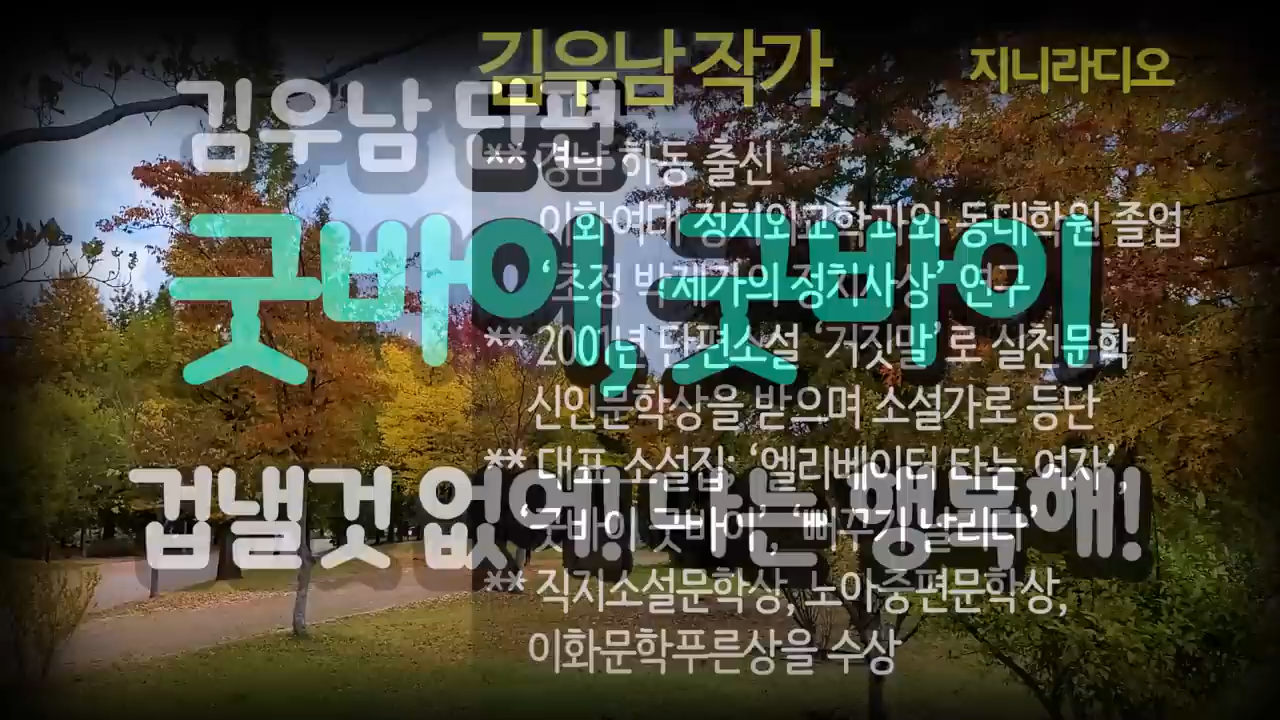 김우남 작가
지니라디오
김우남 단편
** 경남 하동 출신
이화여대 정치외교학과와 동대학원 졸업
굿바이, 굿바이
‘초정 박제가의 정치사상’ 연구
** 2001년 단편소설 ‘거짓말’로 실천문학
신인문학상을 받으며 소설가로 등단
** 대표 소설집: ‘엘리베이터 타는 여자’,
겁낼것 없어! 나는 행복해!
‘굿바이 굿바이’, ‘뻐꾸기 날리다’
** 직지소설문학상, 노아중편문학상,
이화문학푸른상을 수상